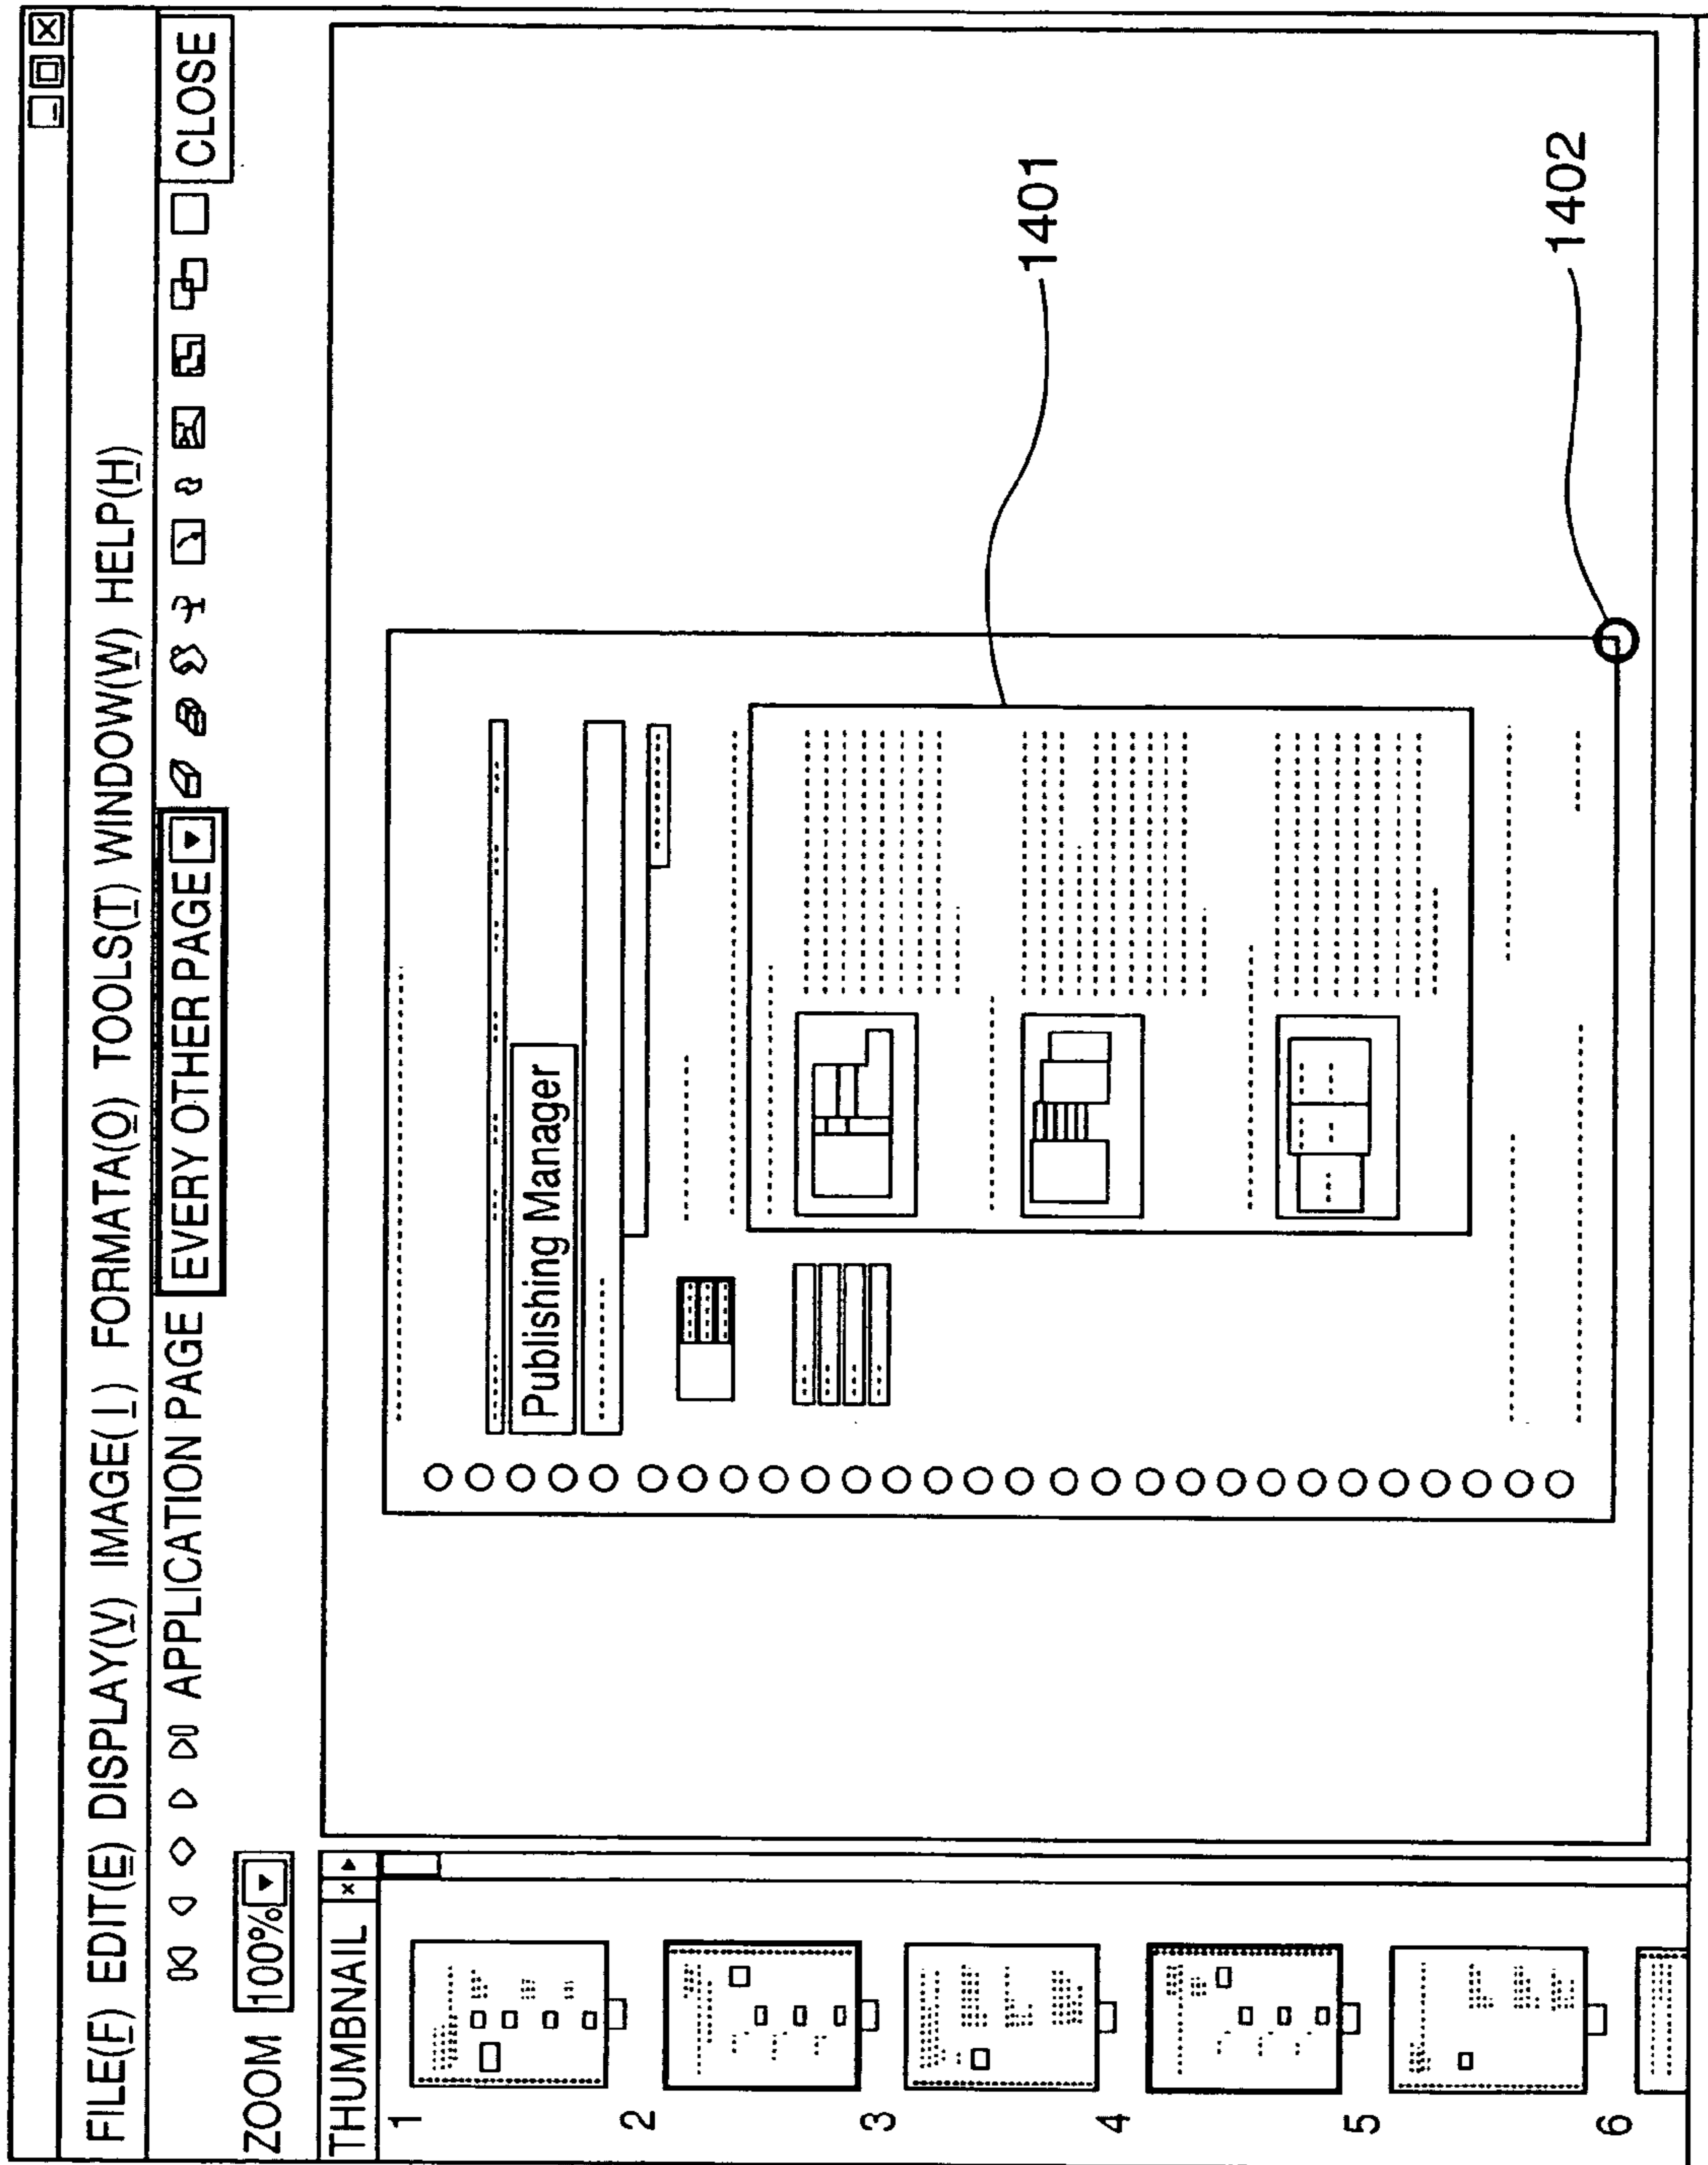 FILE(F) EDIT(E) DISPLAY(V) IMAGE(I) FORMATA(O) TOOLS(T) WINDOW(W) HELP(H)
APPLICATION PAGE EVERY OTHER PAGE CLOSE
ZOOM 100%
THUMBNAIL
1
2
3
4
5
6
Publishing Manager
1401
1402